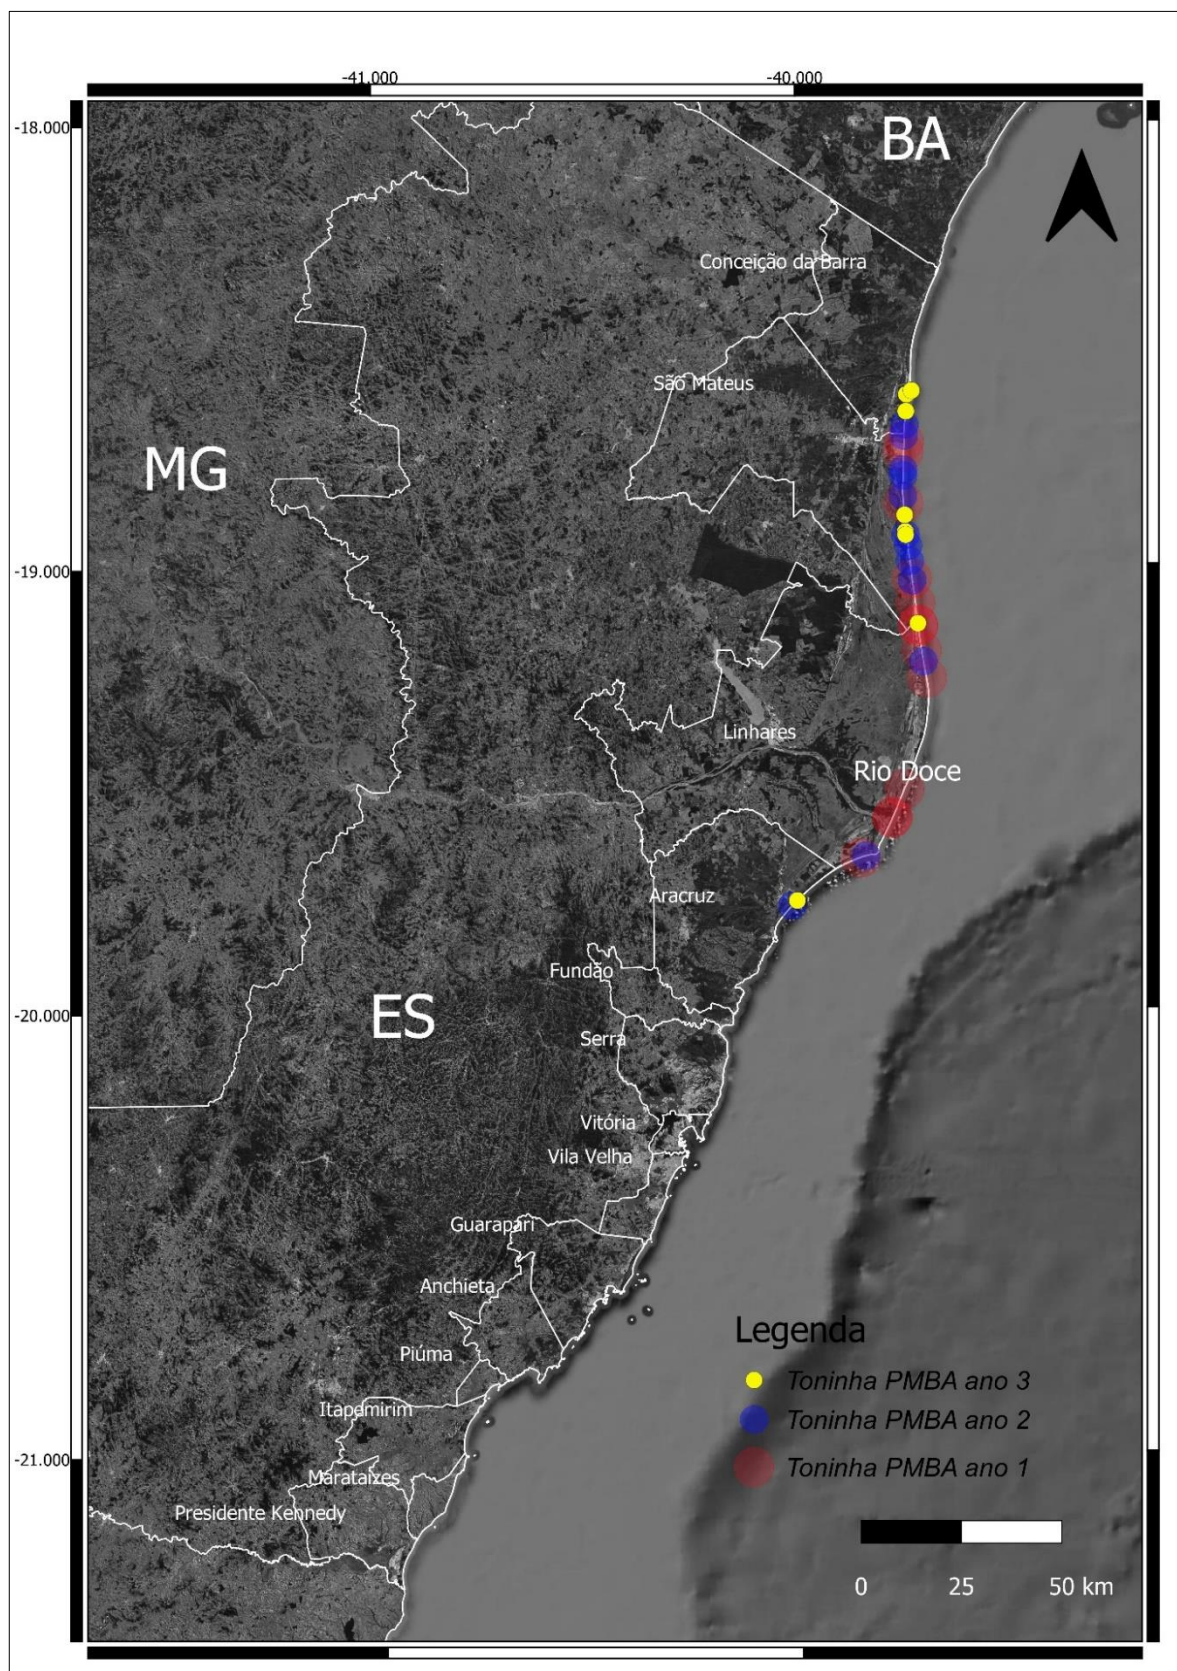 -41.000
-40.000
-18.000
BA
Conceição da Barra
São Mateus
MG
-19.000
Linhares
Rio Doce
Aracruz
Fundão
ES
-20.000
Serra
Vitória
Vila Velha
Guarapari
Anchieta
Legenda
Piúma
Toninha PMBA ano 3
Itapemirim
Toninha PMBA ano 2
-21.000
Marataízes
Toninha PMBA ano 1
Presidente Kennedy
0 25 50 km